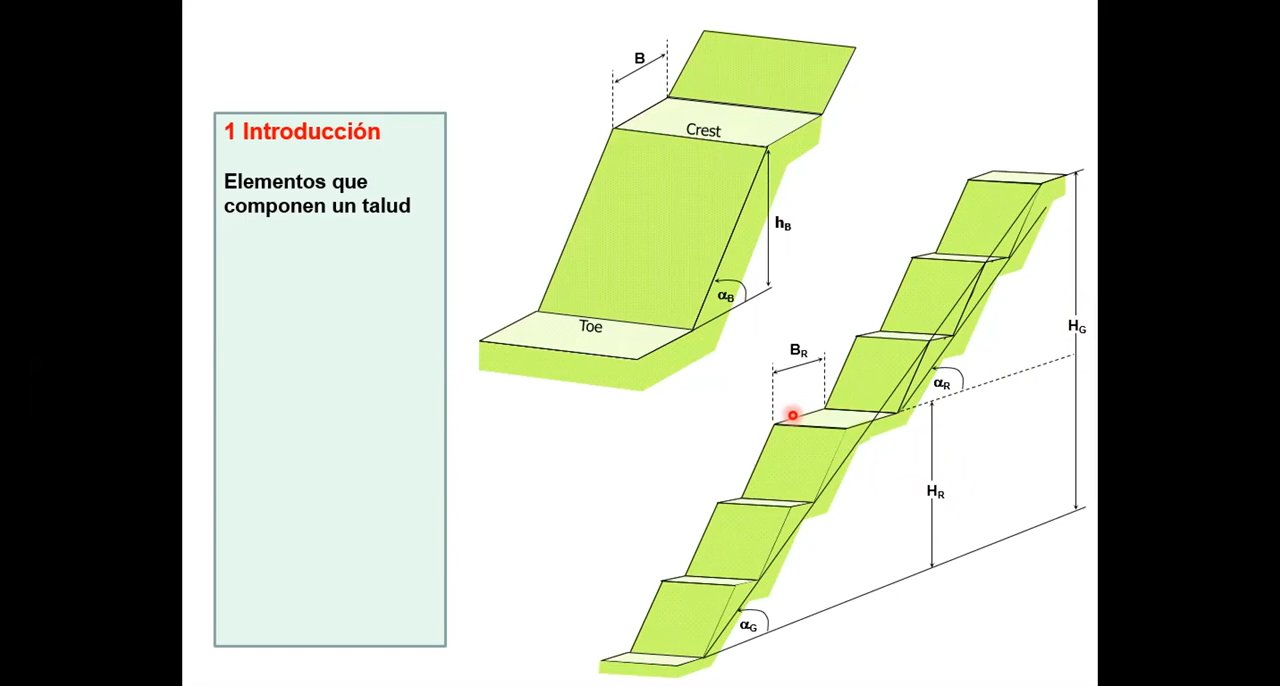 1 Introducción
Elementos que
componen un talud
B
Crest
hB
αB
Toe
BR
αR
HG
HR
αG